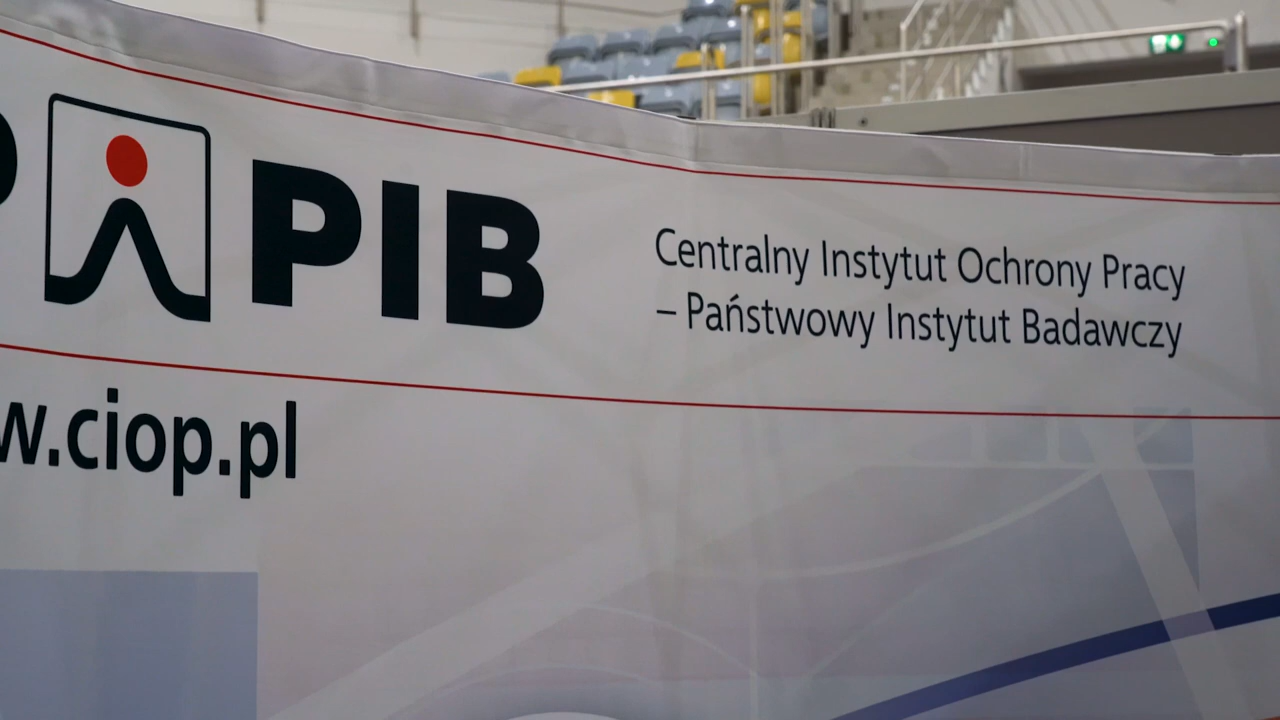 PIB
Centralny Instytut Ochrony Pracy
– Państwowy Instytut Badawczy
w.ciop.pl